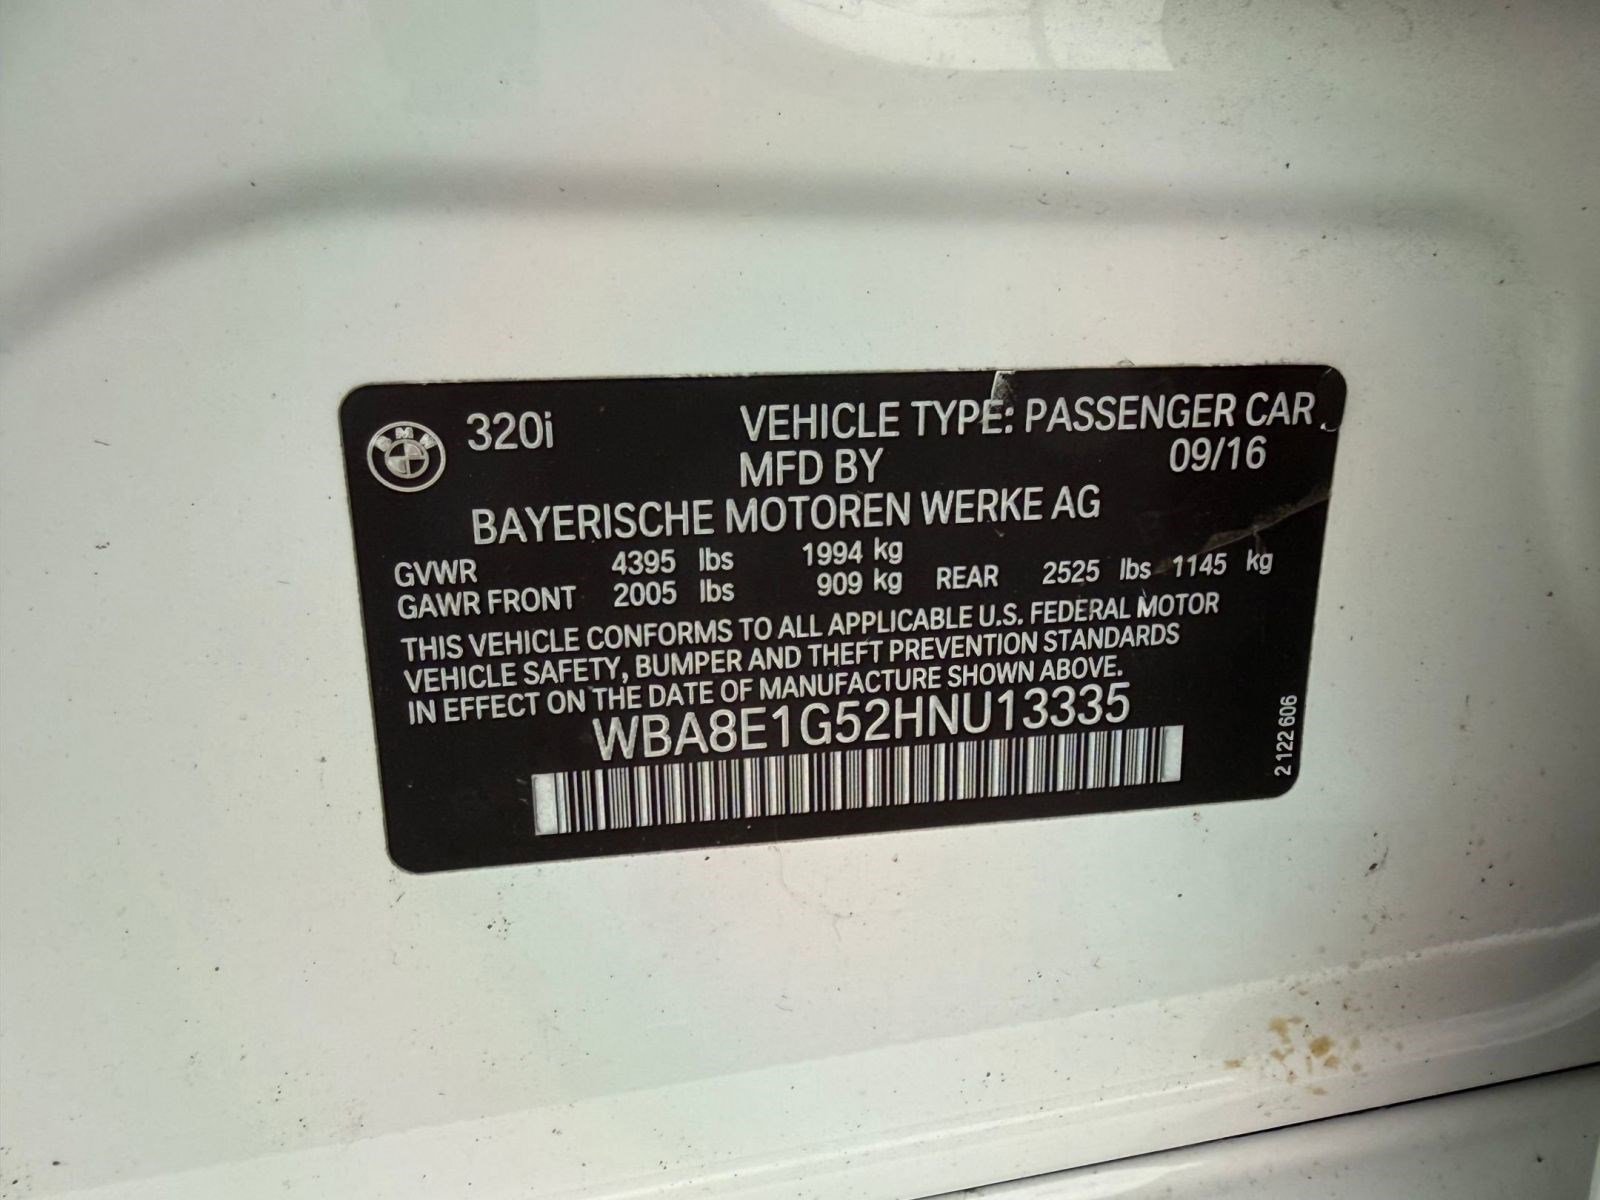 BMW 320i VEHICLE TYPE: PASSENGER CAR
MFD BY 09/16
BAYERISCHE MOTOREN WERKE AG
GVWR 4395 lbs 1994 kg
GAWR FRONT 2005 lbs 909 kg REAR 2525 lbs 1145 kg
THIS VEHICLE CONFORMS TO ALL APPLICABLE U.S. FEDERAL MOTOR
VEHICLE SAFETY, BUMPER AND THEFT PREVENTION STANDARDS
IN EFFECT ON THE DATE OF MANUFACTURE SHOWN ABOVE.
WBA8E1G52HNU13335
2 122 606